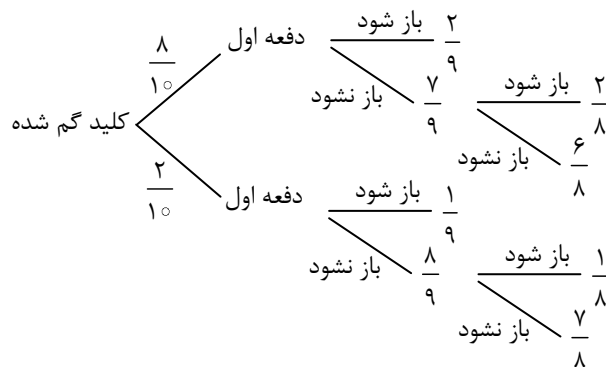 باز شود ۲/۹
دفعه اول
۸/۱۰
باز نشود ۷/۹
باز شود ۲/۸
کلید گم شده
باز نشود ۶/۸
۲/۱۰
دفعه اول
باز شود ۱/۹
باز نشود ۸/۹
باز شود ۱/۸
باز نشود ۷/۸